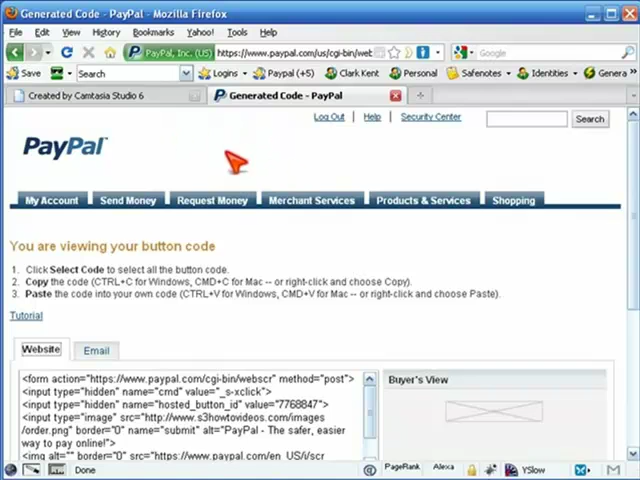 Generated Code - PayPal - Mozilla Firefox
File Edit View History Bookmarks Yahoo! Tools Help
PayPal, Inc. (US) https://www.paypal.com/us/cgi-bin/web Google
Save Search Logins Paypal (+5) Clark Kent Personal Safenotes Identities Genera »
Created by Camtasia Studio 6 Generated Code - PayPal
Log Out | Help | Security Center Search
PayPal
My Account Send Money Request Money Merchant Services Products & Services Shopping
You are viewing your button code
1. Click Select Code to select all the button code.
2. Copy the code (CTRL+C for Windows, CMD+C for Mac -- or right-click and choose Copy).
3. Paste the code into your own code (CTRL+V for Windows, CMD+V for Mac -- or right-click and choose Paste).
Tutorial
Website Email
<form action="https://www.paypal.com/cgi-bin/webscr" method="post">
<input type="hidden" name="cmd" value="_s-xclick">
<input type="hidden" name="hosted_button_id" value="7768847">
<input type="image" src="http://www.s3howtovideos.com/images
/order.png" border="0" name="submit" alt="PayPal - The safer, easier
way to pay online!">
<img alt="" border="0" src="https://www.paypal.com/en_US/i/scr
Buyer's View
Done PageRank Alexa YSlow